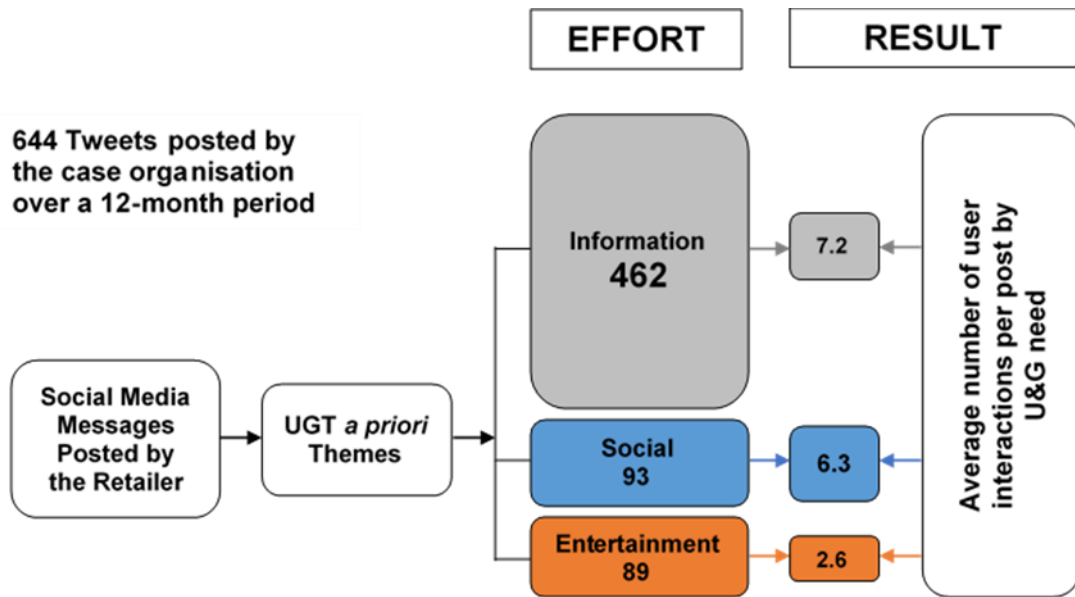 EFFORT
RESULT
644 Tweets posted by
the case organisation
over a 12-month period
Social Media
Messages
Posted by
the Retailer
UGT a priori
Themes
Information
462
7.2
Social
93
6.3
Entertainment
89
2.6
Average number of user
interactions per post by
U&G need